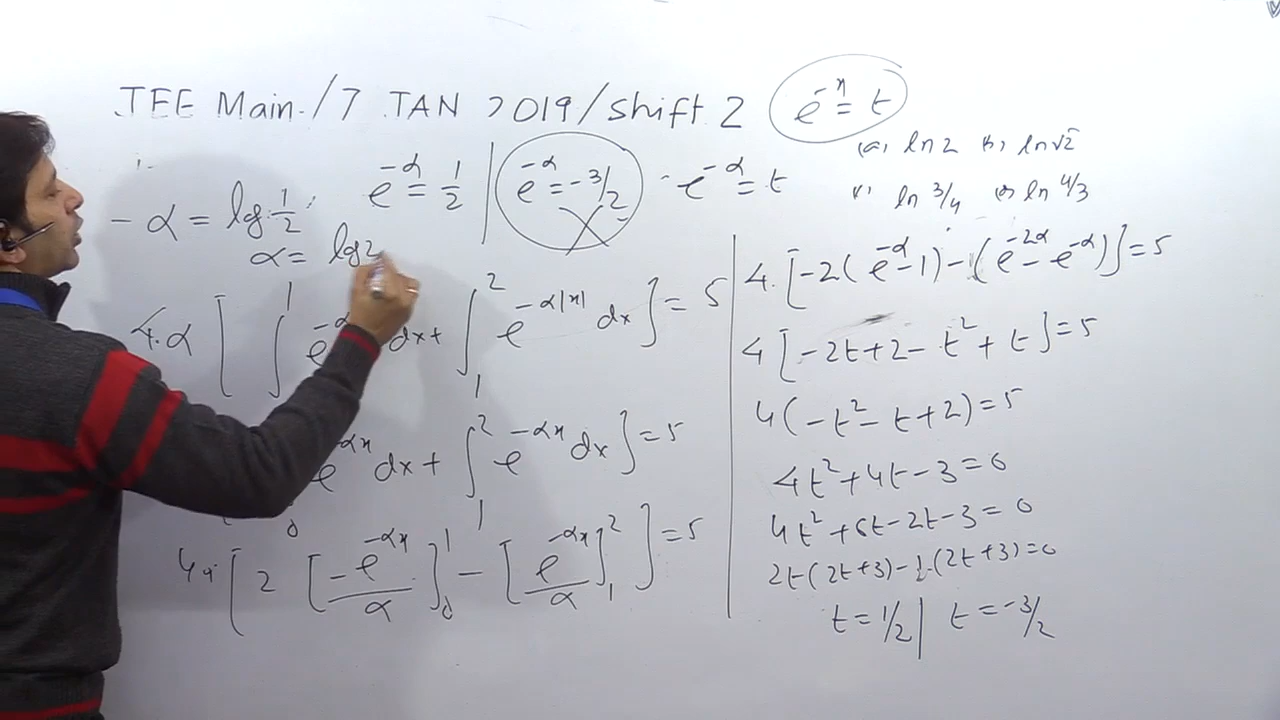 JEE Main./7 JAN 2019/Shift 2
e^-x = t
(a) ln 2 (b) ln √2
ln 3/4 ln 4/3
e^-α = 1/2 | e^-α = -3/2 e^-α = t
-α = log 1/2
α = log 2
4.α [ ∫ 1 e^-α dx + ∫_1^2 e^-α|x| dx ] = 5
e^-αx dx + ∫_1^2 e^-αx dx ] = 5
4α [ 2 [ -e^-αx/α ]_0^1 - [ e^-αx/α ]_1^2 ] = 5
4. [ -2( e^-α - 1) - ( e^-2α - e^-α) ] = 5
4 [ -2t + 2 - t^2 + t ] = 5
4( -t^2 - t + 2) = 5
4t^2 + 4t - 3 = 0
4t^2 + 6t - 2t - 3 = 0
2t(2t+3) - 1.(2t+3) = 0
t = 1/2 | t = -3/2